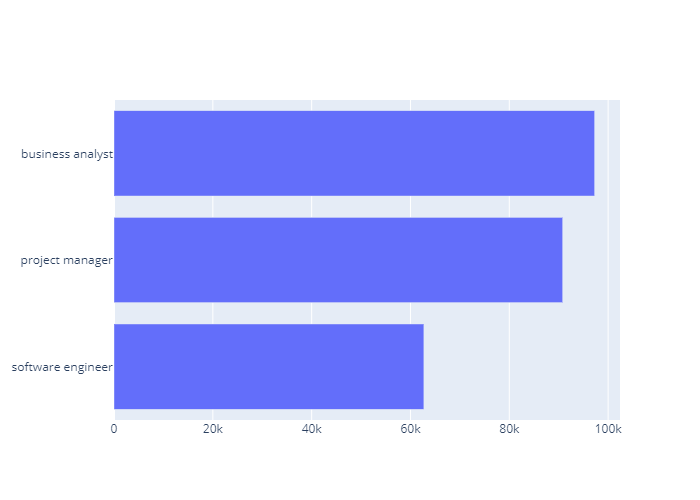 business analyst
project manager
software engineer
0 20k 40k 60k 80k 100k